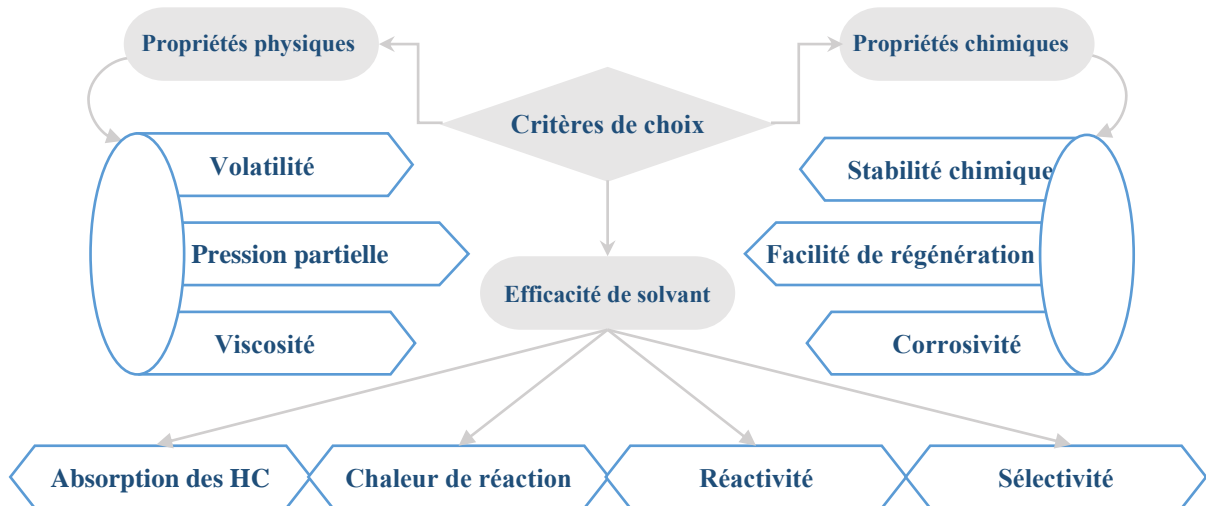 Propriétés physiques
Propriétés chimiques
Critères de choix
Volatilité
Stabilité chimique
Pression partielle
Facilité de régénération
Efficacité de solvant
Viscosité
Corrosivité
Absorption des HC
Chaleur de réaction
Réactivité
Sélectivité